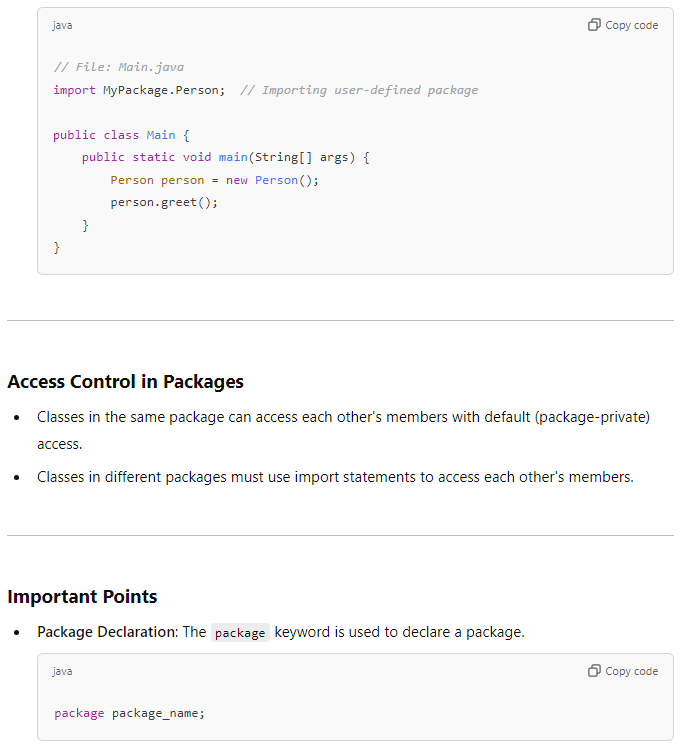 java
Copy code
// File: Main.java
import MyPackage.Person;  // Importing user-defined package
public class Main {
    public static void main(String[] args) {
        Person person = new Person();
        person.greet();
    }
}
Access Control in Packages
• Classes in the same package can access each other's members with default (package-private)
access.
• Classes in different packages must use import statements to access each other's members.
Important Points
• Package Declaration: The package keyword is used to declare a package.
java
Copy code
package package_name;